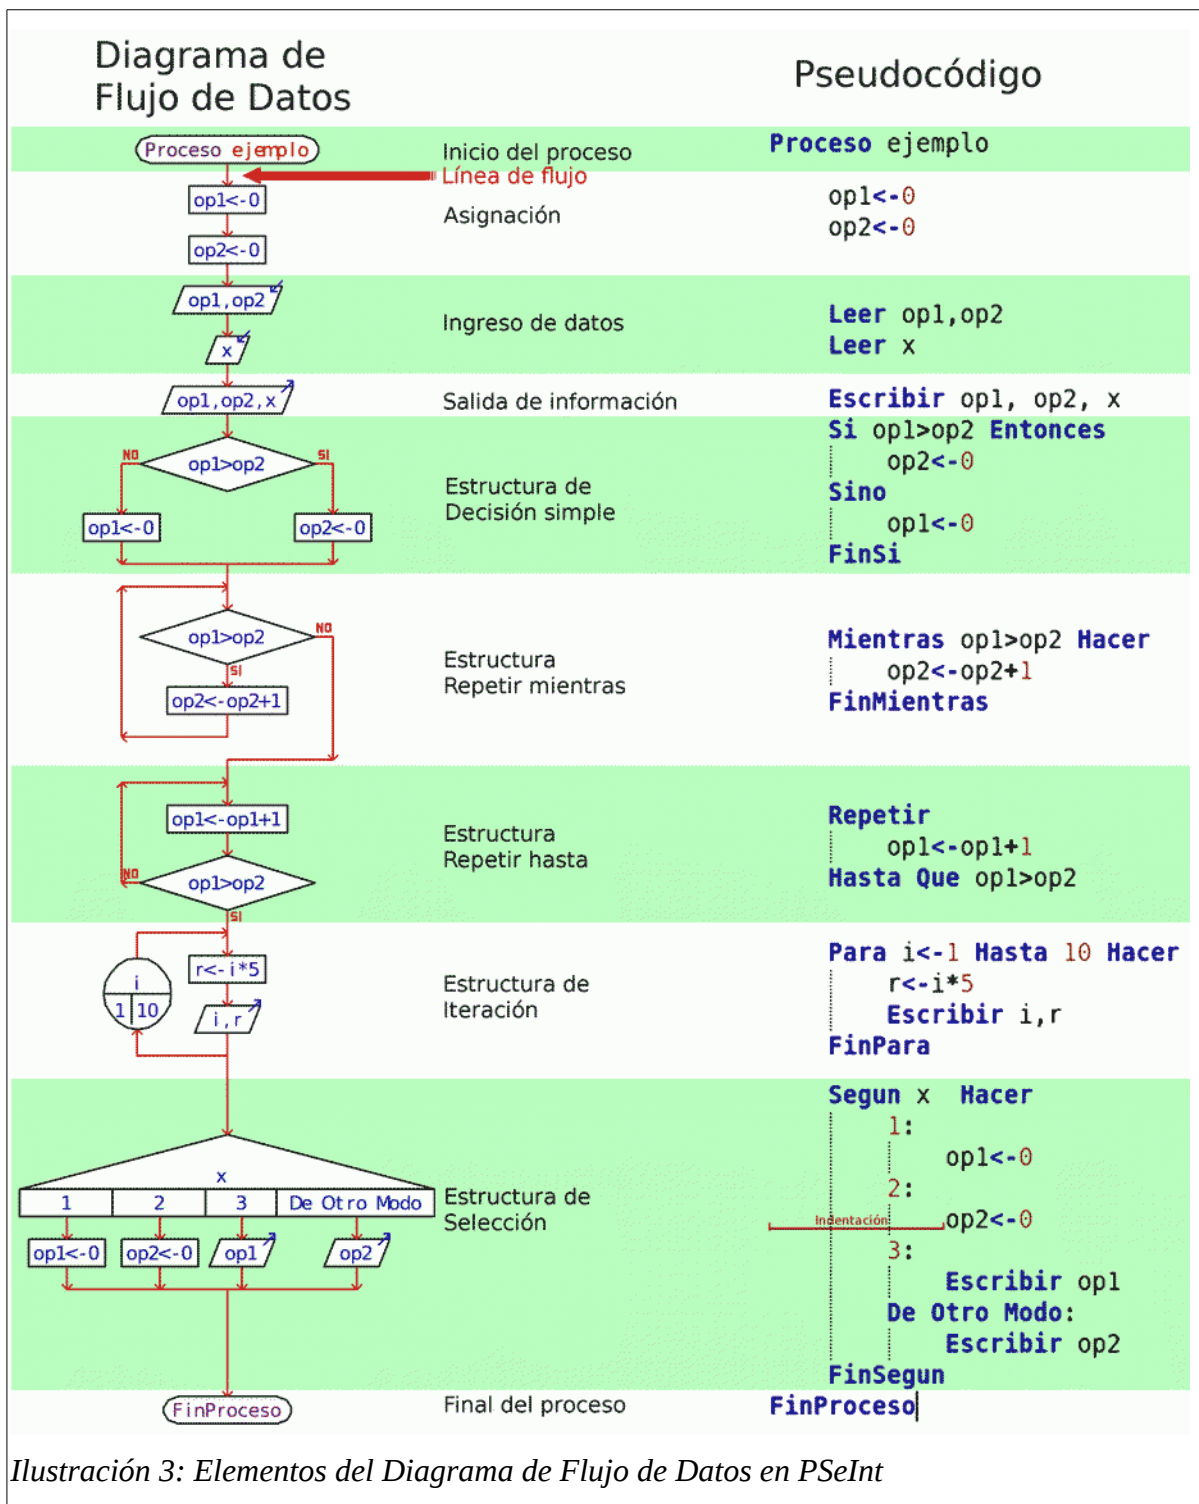 Diagrama de
Flujo de Datos
Pseudocódigo
Proceso ejemplo
Inicio del proceso
Proceso ejemplo
Línea de flujo
op1<-0
Asignación
op1<-0
op2<-0
op2<-0
op1,op2
Ingreso de datos
Leer op1,op2
x
Leer x
op1,op2,x
Salida de información
Escribir op1, op2, x
NO
SI
op1>op2
op1<-0
op2<-0
Estructura de
Decisión simple
Si op1>op2 Entonces
op2<-0
Sino
op1<-0
FinSi
op1>op2
NO
SI
op2<-op2+1
Estructura
Repetir mientras
Mientras op1>op2 Hacer
op2<-op2+1
FinMientras
op1<-op1+1
NO
op1>op2
SI
Estructura
Repetir hasta
Repetir
op1<-op1+1
Hasta Que op1>op2
i
1 10
r<-i*5
i,r
Estructura de
Iteración
Para i<-1 Hasta 10 Hacer
r<-i*5
Escribir i,r
FinPara
x
1 2 3 De Otro Modo
op1<-0 op2<-0 op1 op2
Estructura de
Selección
Segun x Hacer
1:
op1<-0
2:
Indentación
op2<-0
3:
Escribir op1
De Otro Modo:
Escribir op2
FinSegun
FinProceso
Final del proceso
FinProceso
Ilustración 3: Elementos del Diagrama de Flujo de Datos en PSeInt